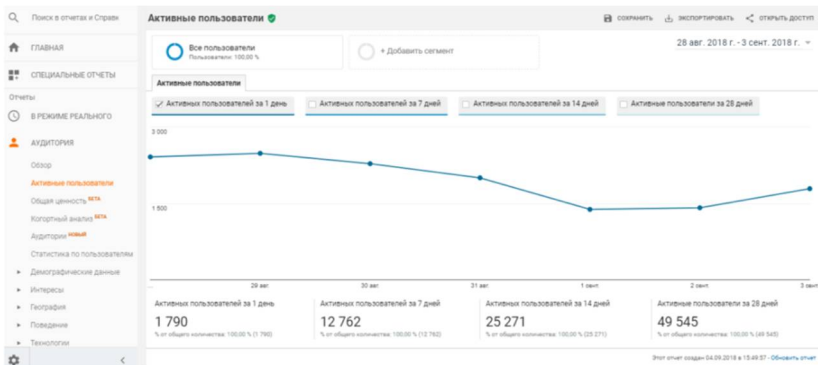 Поиск в отчетах и Справк
ГЛАВНАЯ
СПЕЦИАЛЬНЫЕ ОТЧЕТЫ
Отчеты
В РЕЖИМЕ РЕАЛЬНОГО
АУДИТОРИЯ
Обзор
Активные пользователи
Общая ценность БЕТА
Когортный анализ БЕТА
Аудитории НОВЫЙ
Статистика по пользователям
Демографические данные
Интересы
География
Поведение
Технологии
Активные пользователи
СОХРАНИТЬ ЭКСПОРТИРОВАТЬ ОТКРЫТЬ ДОСТУП
Все пользователи
Пользователи: 100,00 %
+ Добавить сегмент
28 авг. 2018 г. - 3 сент. 2018 г.
Активные пользователи
Активных пользователей за 1 день Активных пользователей за 7 дней Активных пользователей за 14 дней Активные пользователи за 28 дней
3 000
1 500
... 29 авг. 30 авг. 31 авг. 1 сент. 2 сент. 3 сент
Активных пользователей за 1 день Активных пользователей за 7 дней Активных пользователей за 14 дней Активные пользователи за 28 дней
1 790 12 762 25 271 49 545
% от общего количества: 100,00 % (1 790) % от общего количества: 100,00 % (12 762) % от общего количества: 100,00 % (25 271) % от общего количества: 100,00 % (49 545)
Этот отчет создан 04.09.2018 в 15:49:57 - Обновить отчет